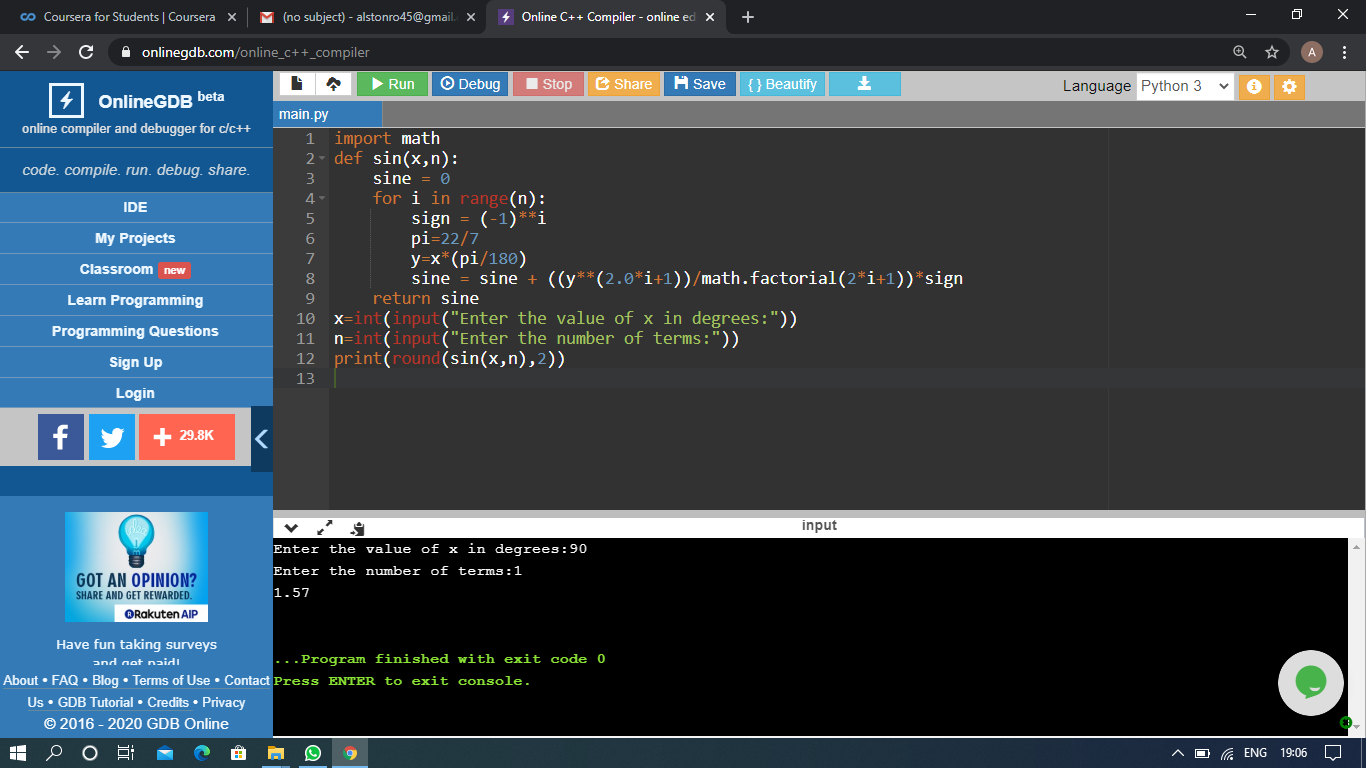 Coursera for Students | Coursera
(no subject) - alstonro45@gmail.
Online C++ Compiler - online ed
onlinegdb.com/online_c++_compiler
A
OnlineGDB beta
online compiler and debugger for c/c++
code. compile. run. debug. share.
IDE
My Projects
Classroom new
Learn Programming
Programming Questions
Sign Up
Login
f
29.8K
GOT AN OPINION?
SHARE AND GET REWARDED.
Rakuten AIP
Have fun taking surveys
and get paid!
About • FAQ • Blog • Terms of Use • Contact
Us • GDB Tutorial • Credits • Privacy
© 2016 - 2020 GDB Online
Run
Debug
Stop
Share
Save
{ } Beautify
Language Python 3
main.py
1 import math
2 def sin(x,n):
3     sine = 0
4     for i in range(n):
5         sign = (-1)**i
6         pi=22/7
7         y=x*(pi/180)
8         sine = sine + ((y**(2.0*i+1))/math.factorial(2*i+1))*sign
9     return sine
10 x=int(input("Enter the value of x in degrees:"))
11 n=int(input("Enter the number of terms:"))
12 print(round(sin(x,n),2))
13
input
Enter the value of x in degrees:90
Enter the number of terms:1
1.57
...Program finished with exit code 0
Press ENTER to exit console.
ENG 19:06